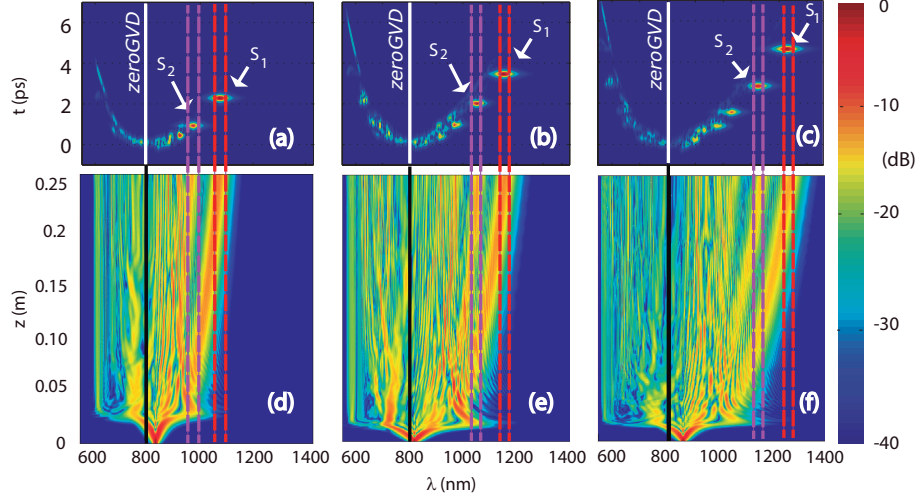 6
4
2
0
t (ps)
zeroGVD
S2
S1
(a)
zeroGVD
S2
S1
(b)
zeroGVD
S2
S1
(c)
0
-10
(dB)
-20
-30
-40
0.25
0.2
0.15
0.10
0.05
0
z (m)
(d)
(e)
(f)
600 800 1000 1200 1400
600 800 1000 1200 1400
600 800 1000 1200 1400
λ (nm)